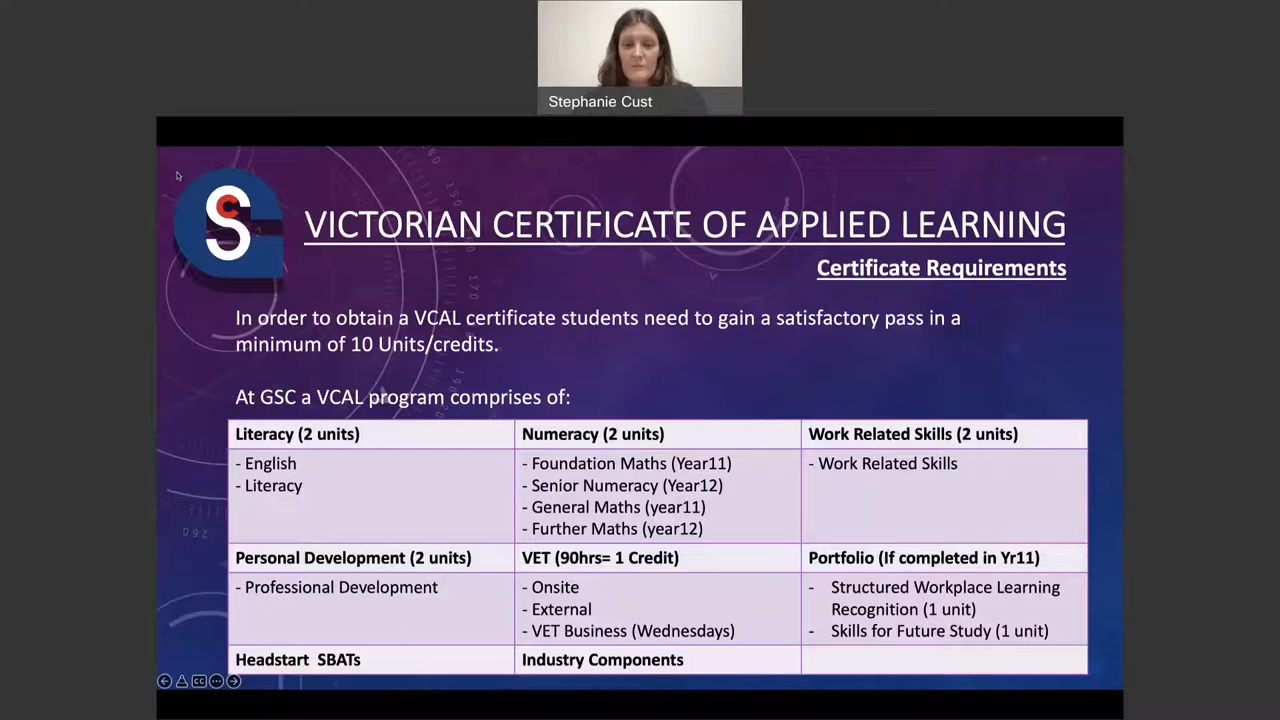 Stephanie Cust
VICTORIAN CERTIFICATE OF APPLIED LEARNING
Certificate Requirements
In order to obtain a VCAL certificate students need to gain a satisfactory pass in a
minimum of 10 Units/credits.
At GSC a VCAL program comprises of:
Literacy (2 units)
Numeracy (2 units)
Work Related Skills (2 units)
- English
- Literacy
- Foundation Maths (Year11)
- Senior Numeracy (Year12)
- General Maths (year11)
- Further Maths (year12)
- Work Related Skills
Personal Development (2 units)
VET (90hrs= 1 Credit)
Portfolio (If completed in Yr11)
- Professional Development
- Onsite
- External
- VET Business (Wednesdays)
- Structured Workplace Learning
Recognition (1 unit)
- Skills for Future Study (1 unit)
Headstart SBATs
Industry Components